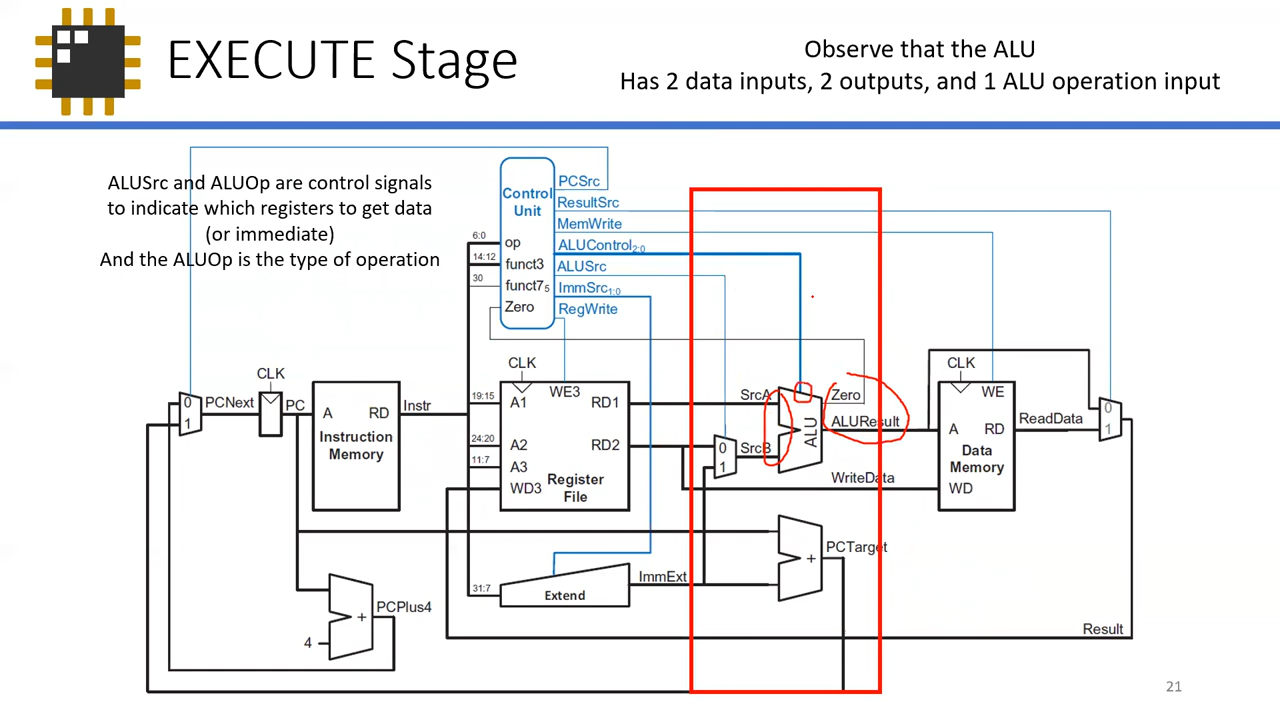 EXECUTE Stage
Observe that the ALU
Has 2 data inputs, 2 outputs, and 1 ALU operation input
ALUSrc and ALUOp are control signals
to indicate which registers to get data
(or immediate)
And the ALUOp is the type of operation
Control
Unit
PCSrc
ResultSrc
MemWrite
ALUControl2:0
ALUSrc
ImmSrc1:0
RegWrite
6:0
op
14:12
funct3
30
funct75
Zero
CLK
CLK
CLK
0
1
PCNext
PC
A
RD
Instruction
Memory
Instr
19:15
A1
WE3
RD1
24:20
A2
RD2
11:7
A3
WD3
Register
File
SrcA
0
1
SrcB
ALU
Zero
ALUResult
WriteData
WE
A
RD
Data
Memory
WD
ReadData
0
1
31:7
Extend
ImmExt
+
PCTarget
4
+
PCPlus4
Result
21